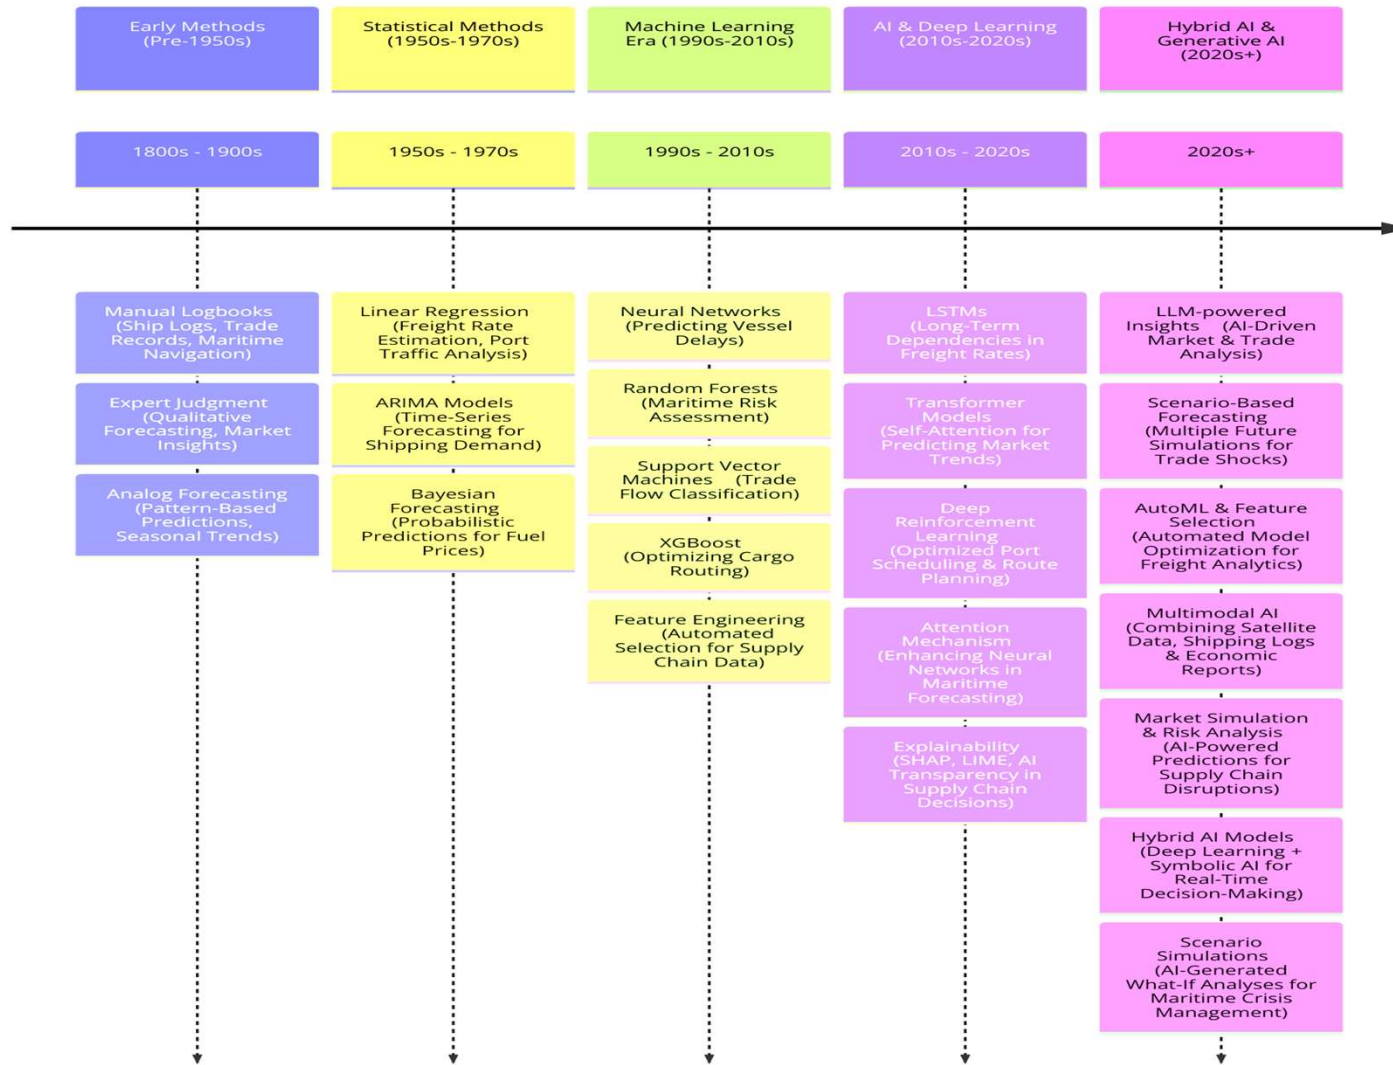 Early Methods
(Pre-1950s)
Statistical Methods
(1950s-1970s)
Machine Learning
Era (1990s-2010s)
AI & Deep Learning
(2010s-2020s)
Hybrid AI &
Generative AI
(2020s+)
1800s - 1900s
1950s - 1970s
1990s - 2010s
2010s - 2020s
2020s+
Manual Logbooks
(Ship Logs, Trade
Records, Maritime
Navigation)
Expert Judgment
(Qualitative
Forecasting, Market
Insights)
Analog Forecasting
(Pattern-Based
Predictions,
Seasonal Trends)
Linear Regression
(Freight Rate
Estimation, Port
Traffic Analysis)
ARIMA Models
(Time-Series
Forecasting for
Shipping Demand)
Bayesian
Forecasting
(Probabilistic
Predictions for Fuel
Prices)
Neural Networks
(Predicting Vessel
Delays)
Random Forests
(Maritime Risk
Assessment)
Support Vector
Machines (Trade
Flow Classification)
XGBoost
(Optimizing Cargo
Routing)
Feature Engineering
(Automated
Selection for Supply
Chain Data)
LSTMs
(Long-Term
Dependencies in
Freight Rates)
Transformer
Models
(Self-Attention for
Predicting Market
Trends)
Deep
Reinforcement
Learning
(Optimized Port
Scheduling & Route
Planning)
Attention
Mechanism
(Enhancing Neural
Networks in
Maritime
Forecasting)
Explainability
(SHAP, LIME, AI
Transparency in
Supply Chain
Decisions)
LLM-powered
Insights (AI-Driven
Market & Trade
Analysis)
Scenario-Based
Forecasting
(Multiple Future
Simulations for
Trade Shocks)
AutoML & Feature
Selection
(Automated Model
Optimization for
Freight Analytics)
Multimodal AI
(Combining Satellite
Data, Shipping Logs
& Economic
Reports)
Market Simulation
& Risk Analysis
(AI-Powered
Predictions for
Supply Chain
Disruptions)
Hybrid AI Models
(Deep Learning +
Symbolic AI for
Real-Time
Decision-Making)
Scenario
Simulations
(AI-Generated
What-If Analyses for
Maritime Crisis
Management)